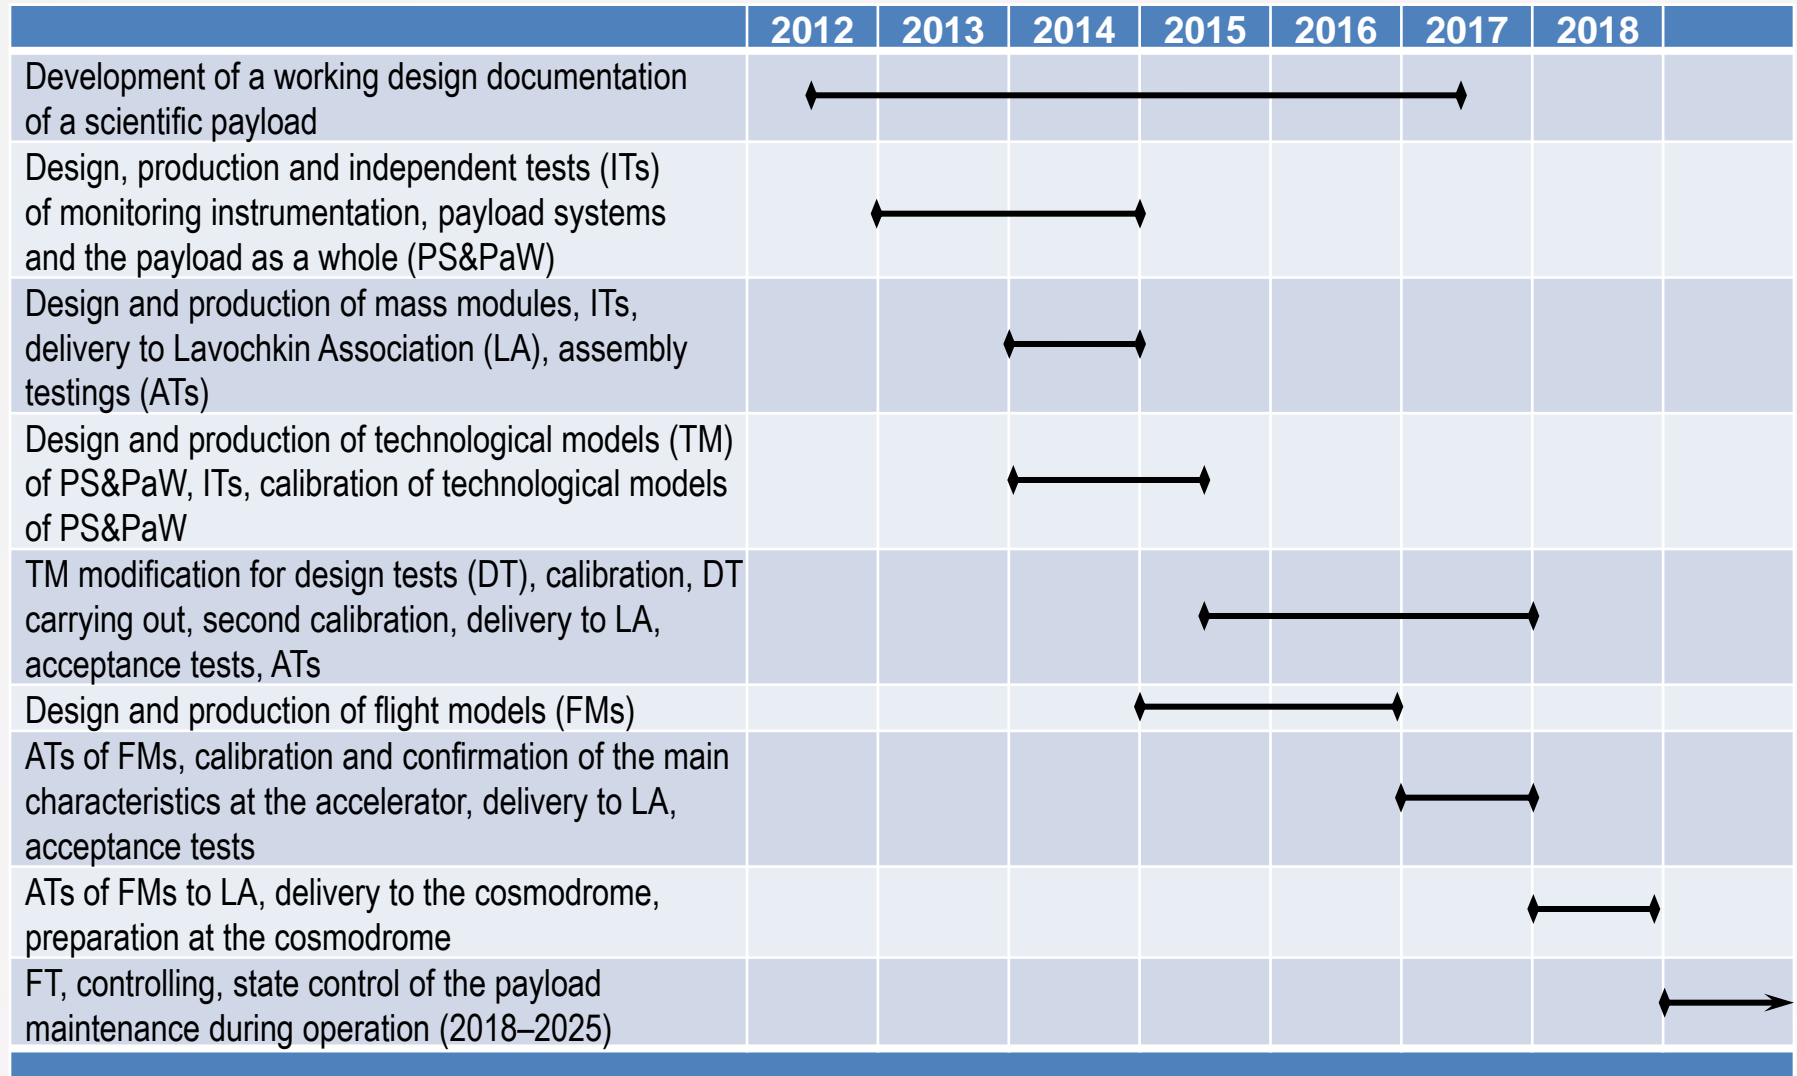 2012 2013 2014 2015 2016 2017 2018
Development of a working design documentation
of a scientific payload
Design, production and independent tests (ITs)
of monitoring instrumentation, payload systems
and the payload as a whole (PS&PaW)
Design and production of mass modules, ITs,
delivery to Lavochkin Association (LA), assembly
testings (ATs)
Design and production of technological models (TM)
of PS&PaW, ITs, calibration of technological models
of PS&PaW
TM modification for design tests (DT), calibration, DT
carrying out, second calibration, delivery to LA,
acceptance tests, ATs
Design and production of flight models (FMs)
ATs of FMs, calibration and confirmation of the main
characteristics at the accelerator, delivery to LA,
acceptance tests
ATs of FMs to LA, delivery to the cosmodrome,
preparation at the cosmodrome
FT, controlling, state control of the payload
maintenance during operation (2018–2025)